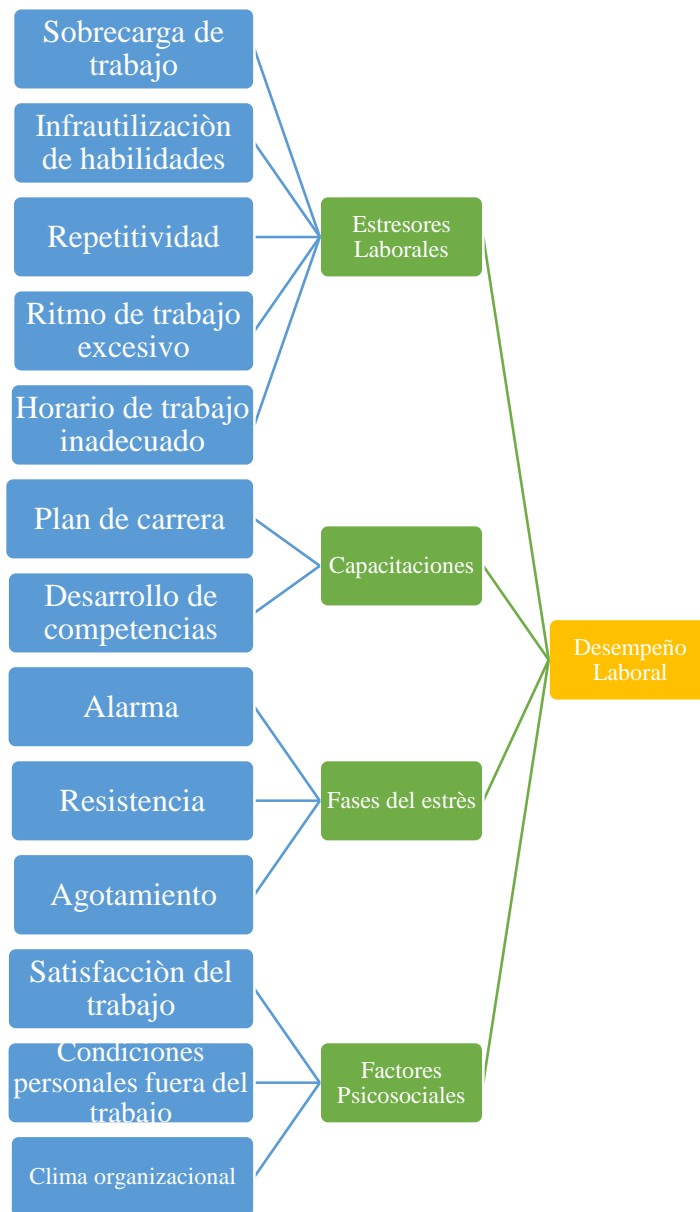 Sobrecarga de
trabajo
Infrautilizaciòn
de habilidades
Repetitividad
Ritmo de trabajo
excesivo
Horario de trabajo
inadecuado
Estresores
Laborales
Plan de carrera
Desarrollo de
competencias
Capacitaciones
Alarma
Resistencia
Agotamiento
Fases del estrès
Satisfacciòn del
trabajo
Condiciones
personales fuera del
trabajo
Clima organizacional
Factores
Psicosociales
Desempeño
Laboral